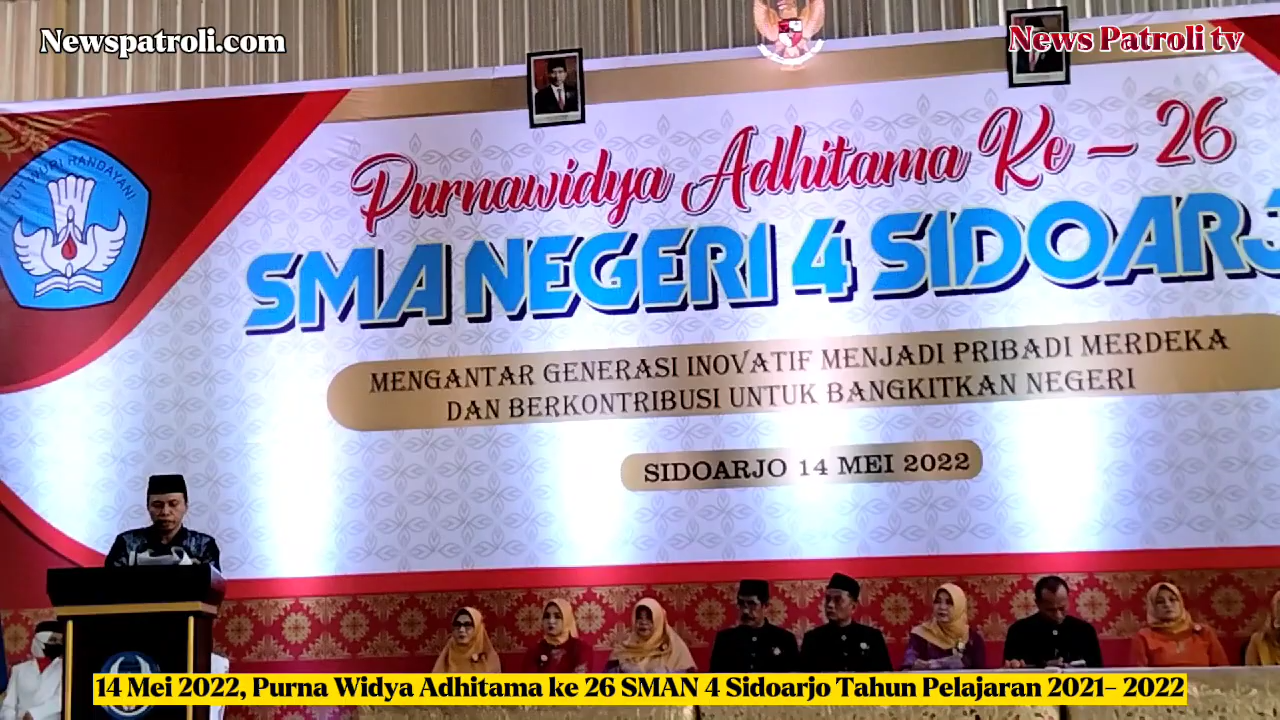 Newspatroli.com
News Patroli tv
TUT WURI HANDAYANI
Purnawidya Adhitama Ke - 26
SMA NEGERI 4 SIDOARJ
MENGANTAR GENERASI INOVATIF MENJADI PRIBADI MERDEKA
DAN BERKONTRIBUSI UNTUK BANGKITKAN NEGERI
SIDOARJO 14 MEI 2022
14 Mei 2022, Purna Widya Adhitama ke 26 SMAN 4 Sidoarjo Tahun Pelajaran 2021- 2022